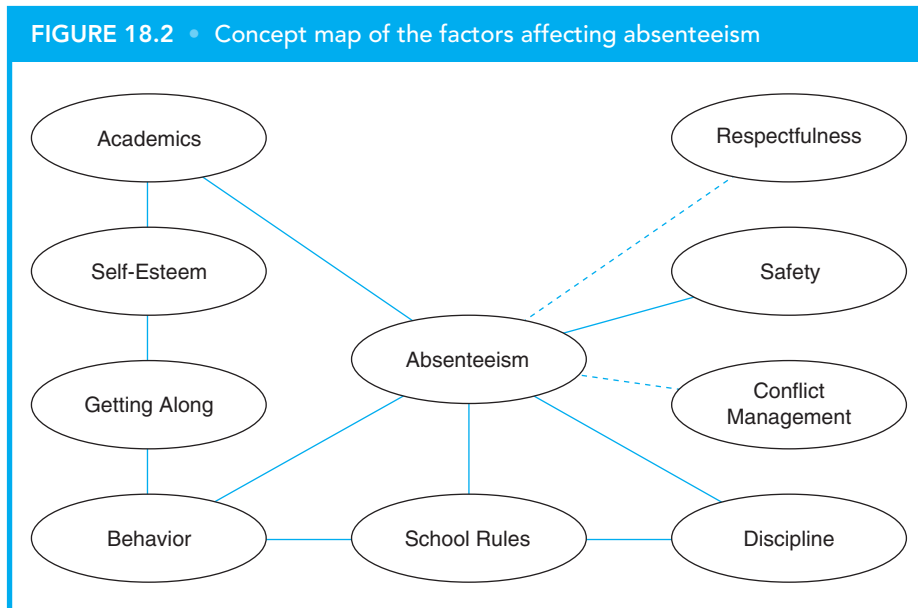 FIGURE 18.2 • Concept map of the factors affecting absenteeism
Academics
Respectfulness
Self-Esteem
Safety
Absenteeism
Getting Along
Conflict
Management
Behavior
School Rules
Discipline